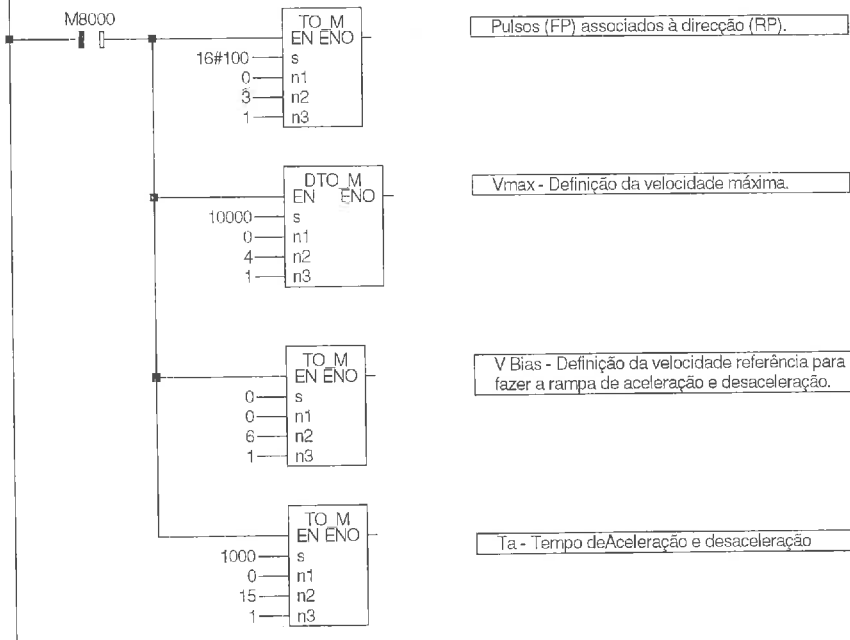 M8000
TO_M
EN ENO
16#100 s
0 n1
3 n2
1 n3
Pulsos (FP) associados à direcção (RP).
DTO_M
EN ENO
10000 s
0 n1
4 n2
1 n3
Vmax - Definição da velocidade máxima.
TO_M
EN ENO
0 s
0 n1
6 n2
1 n3
V Bias - Definição da velocidade referência para
fazer a rampa de aceleração e desaceleração.
TO_M
EN ENO
1000 s
0 n1
15 n2
1 n3
Ta - Tempo deAceleração e desaceleração